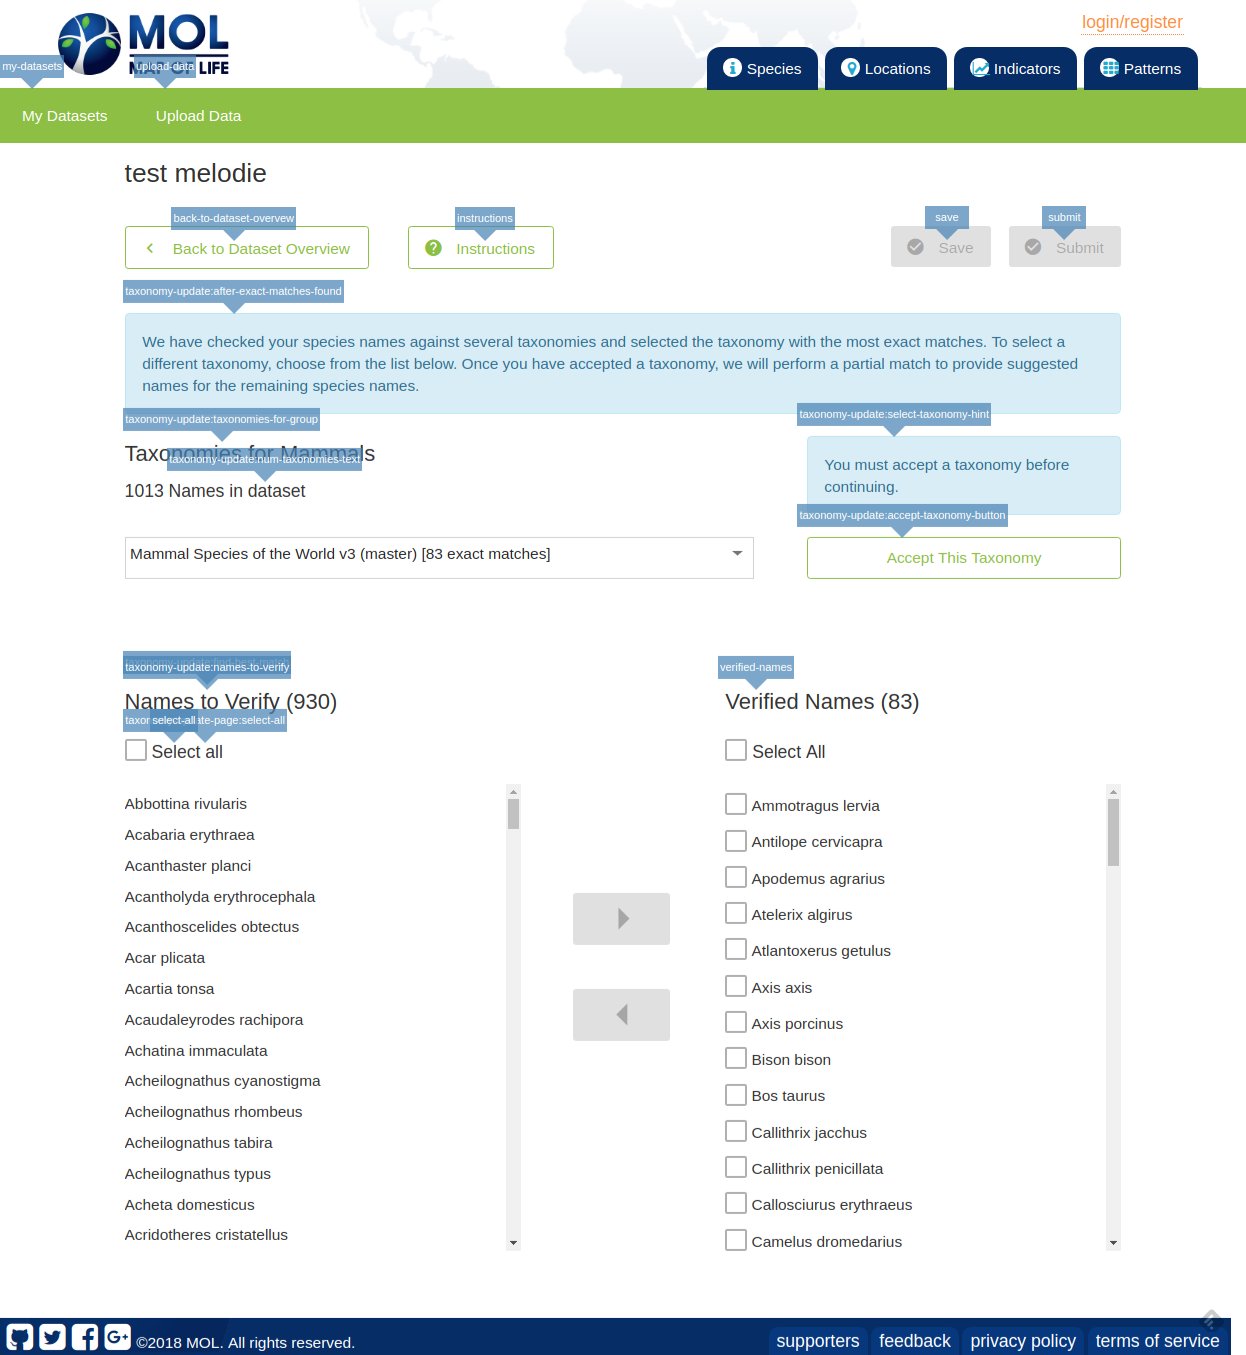 MOL
MAP OF LIFE
login/register
my-datasets
upload-data
Species
Locations
Indicators
Patterns
My Datasets
Upload Data
test melodie
back-to-dataset-overvew
instructions
save
submit
Back to Dataset Overview
Instructions
Save
Submit
taxonomy-update:after-exact-matches-found
We have checked your species names against several taxonomies and selected the taxonomy with the most exact matches. To select a
different taxonomy, choose from the list below. Once you have accepted a taxonomy, we will perform a partial match to provide suggested
names for the remaining species names.
taxonomy-update:taxonomies-for-group
taxonomy-update:select-taxonomy-hint
Taxonomies for Mammals
taxonomy-update:num-taxonomies-text
You must accept a taxonomy before
continuing.
1013 Names in dataset
taxonomy-update:accept-taxonomy-button
Mammal Species of the World v3 (master) [83 exact matches]
Accept This Taxonomy
taxonomy-update:names-to-verify
verified-names
Names to Verify (930)
Verified Names (83)
select-all
ate-page:select-all
Select all
Select All
Abbottina rivularis
Acabaria erythraea
Acanthaster planci
Acantholyda erythrocephala
Acanthoscelides obtectus
Acar plicata
Acartia tonsa
Acaudaleyrodes rachipora
Achatina immaculata
Acheilognathus cyanostigma
Acheilognathus rhombeus
Acheilognathus tabira
Acheilognathus typus
Acheta domesticus
Acridotheres cristatellus
Ammotragus lervia
Antilope cervicapra
Apodemus agrarius
Atelerix algirus
Atlantoxerus getulus
Axis axis
Axis porcinus
Bison bison
Bos taurus
Callithrix jacchus
Callithrix penicillata
Callosciurus erythraeus
Camelus dromedarius
©2018 MOL. All rights reserved.
supporters
feedback
privacy policy
terms of service